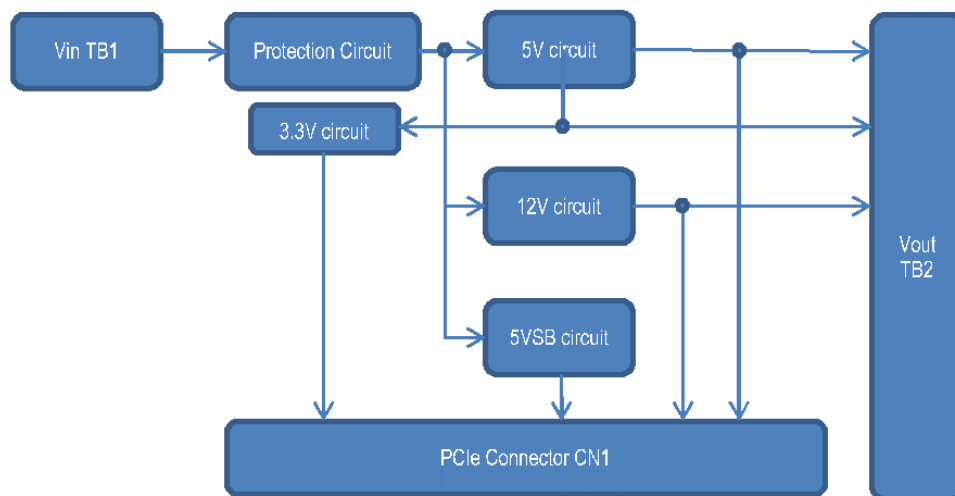 Vin TB1
Protection Circuit
5V circuit
3.3V circuit
12V circuit
Vout
TB2
5VSB circuit
PCIe Connector CN1